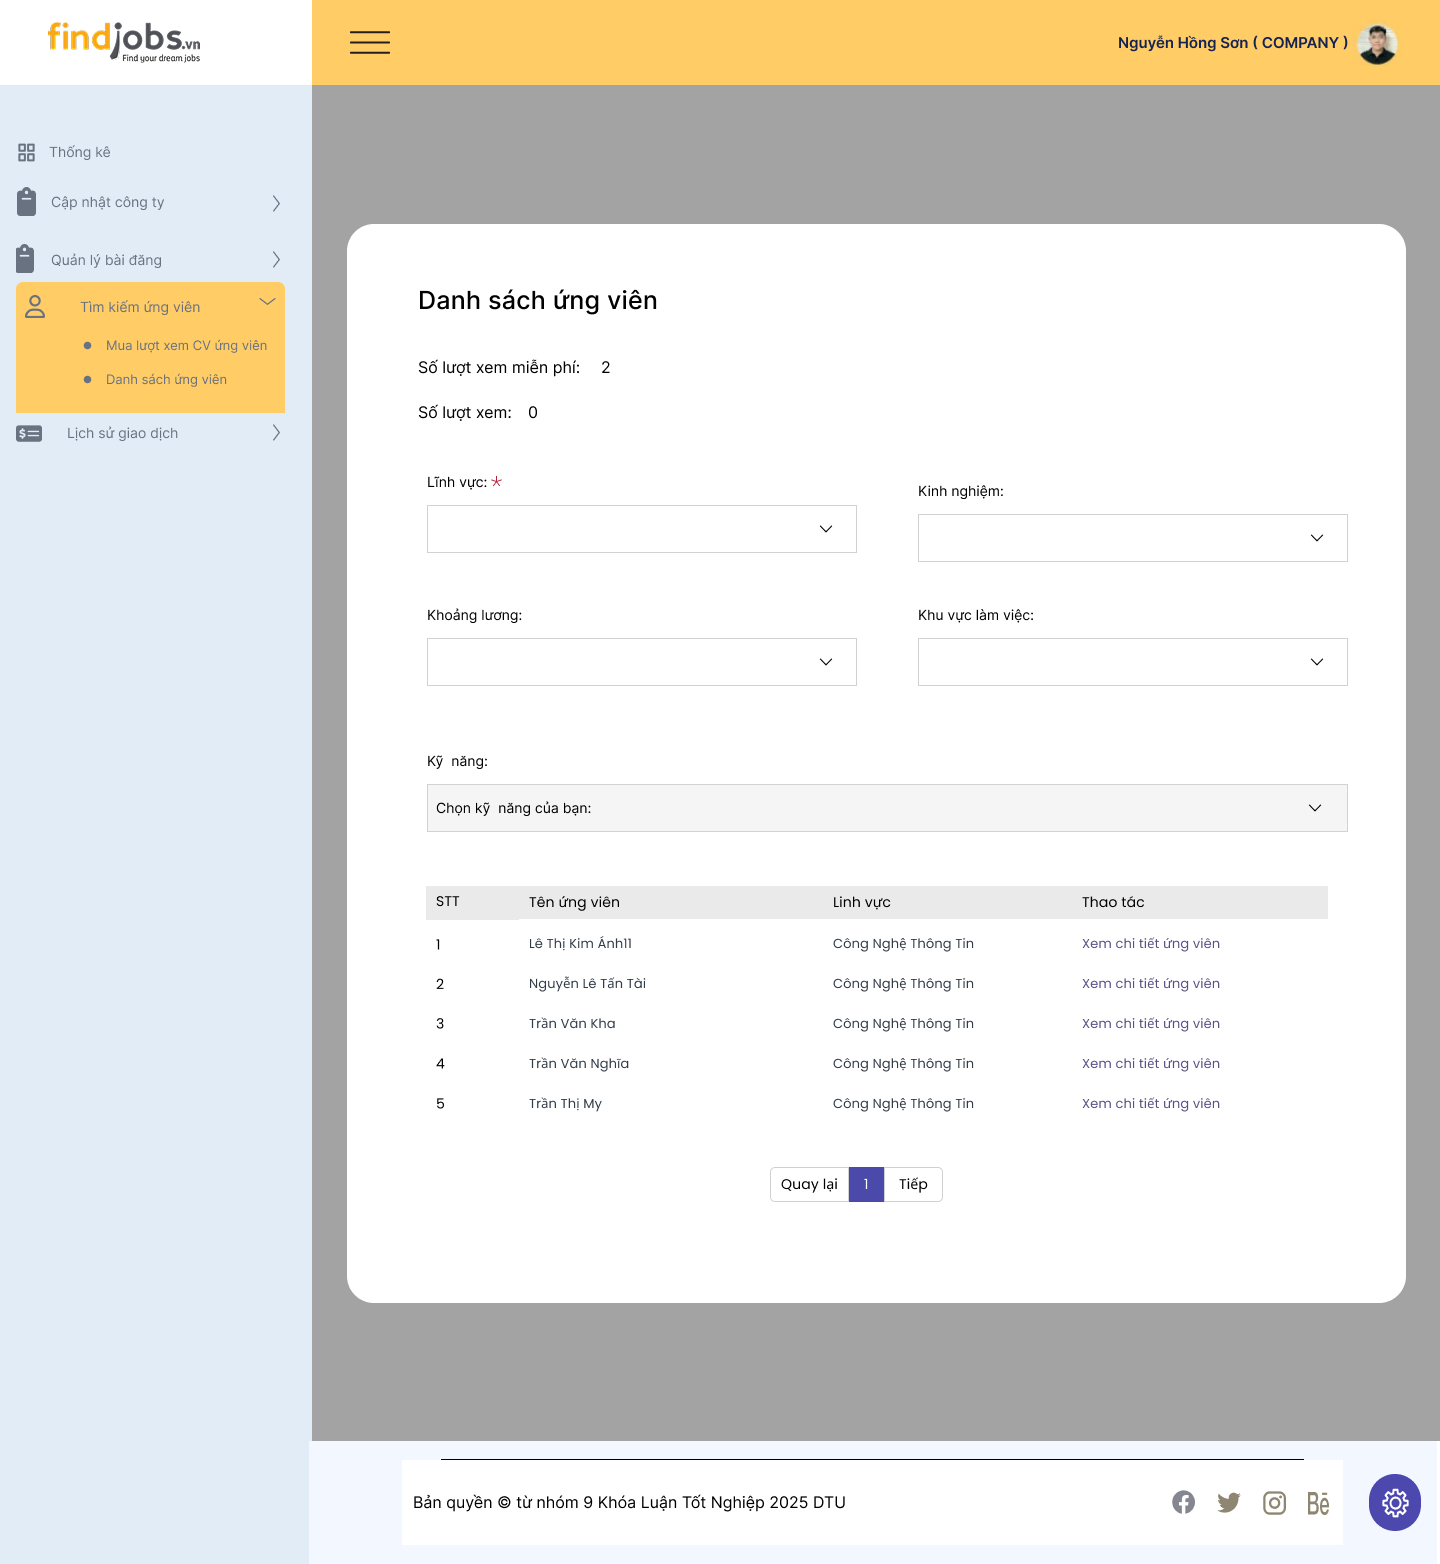 findjobs.vn
Find your dream jobs
Nguyễn Hồng Sơn ( COMPANY )
Thống kê
Cập nhật công ty
Quản lý bài đăng
Tìm kiếm ứng viên
Mua lượt xem CV ứng viên
Danh sách ứng viên
Lịch sử giao dịch
Danh sách ứng viên
Số lượt xem miễn phí: 2
Số lượt xem: 0
Lĩnh vực: *
Kinh nghiệm:
Khoảng lương:
Khu vực làm việc:
Kỹ năng:
Chọn kỹ năng của bạn:
STT Tên ứng viên Linh vực Thao tác
1 Lê Thị Kim Ánh11 Công Nghệ Thông Tin Xem chi tiết ứng viên
2 Nguyễn Lê Tấn Tài Công Nghệ Thông Tin Xem chi tiết ứng viên
3 Trần Văn Kha Công Nghệ Thông Tin Xem chi tiết ứng viên
4 Trần Văn Nghĩa Công Nghệ Thông Tin Xem chi tiết ứng viên
5 Trần Thị My Công Nghệ Thông Tin Xem chi tiết ứng viên
Quay lại 1 Tiếp
Bản quyền © từ nhóm 9 Khóa Luận Tốt Nghiệp 2025 DTU